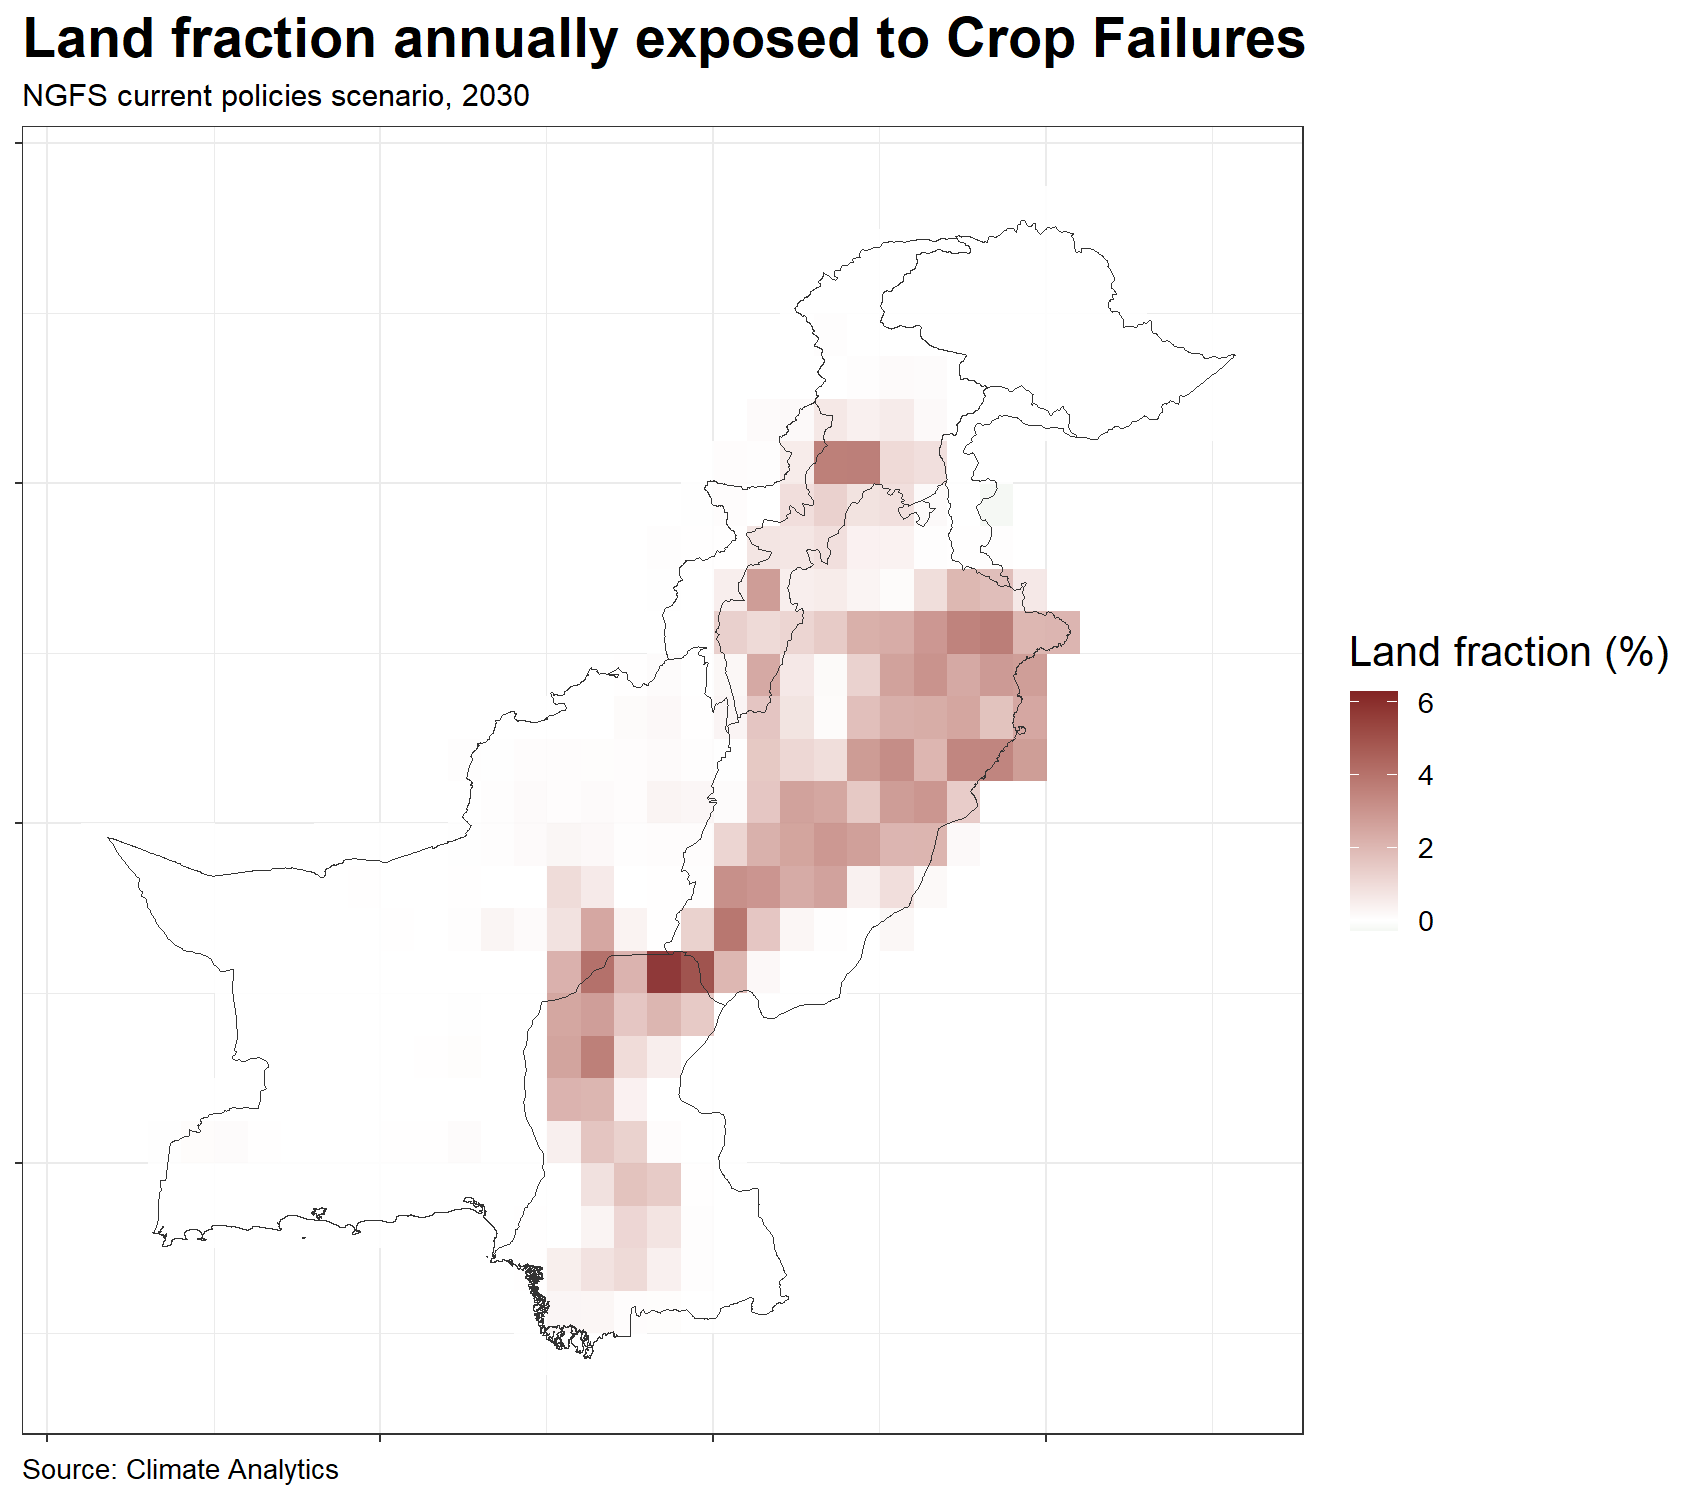 Land fraction annually exposed to Crop Failures
NGFS current policies scenario, 2030
Land fraction (%)
6
4
2
0
Source: Climate Analytics